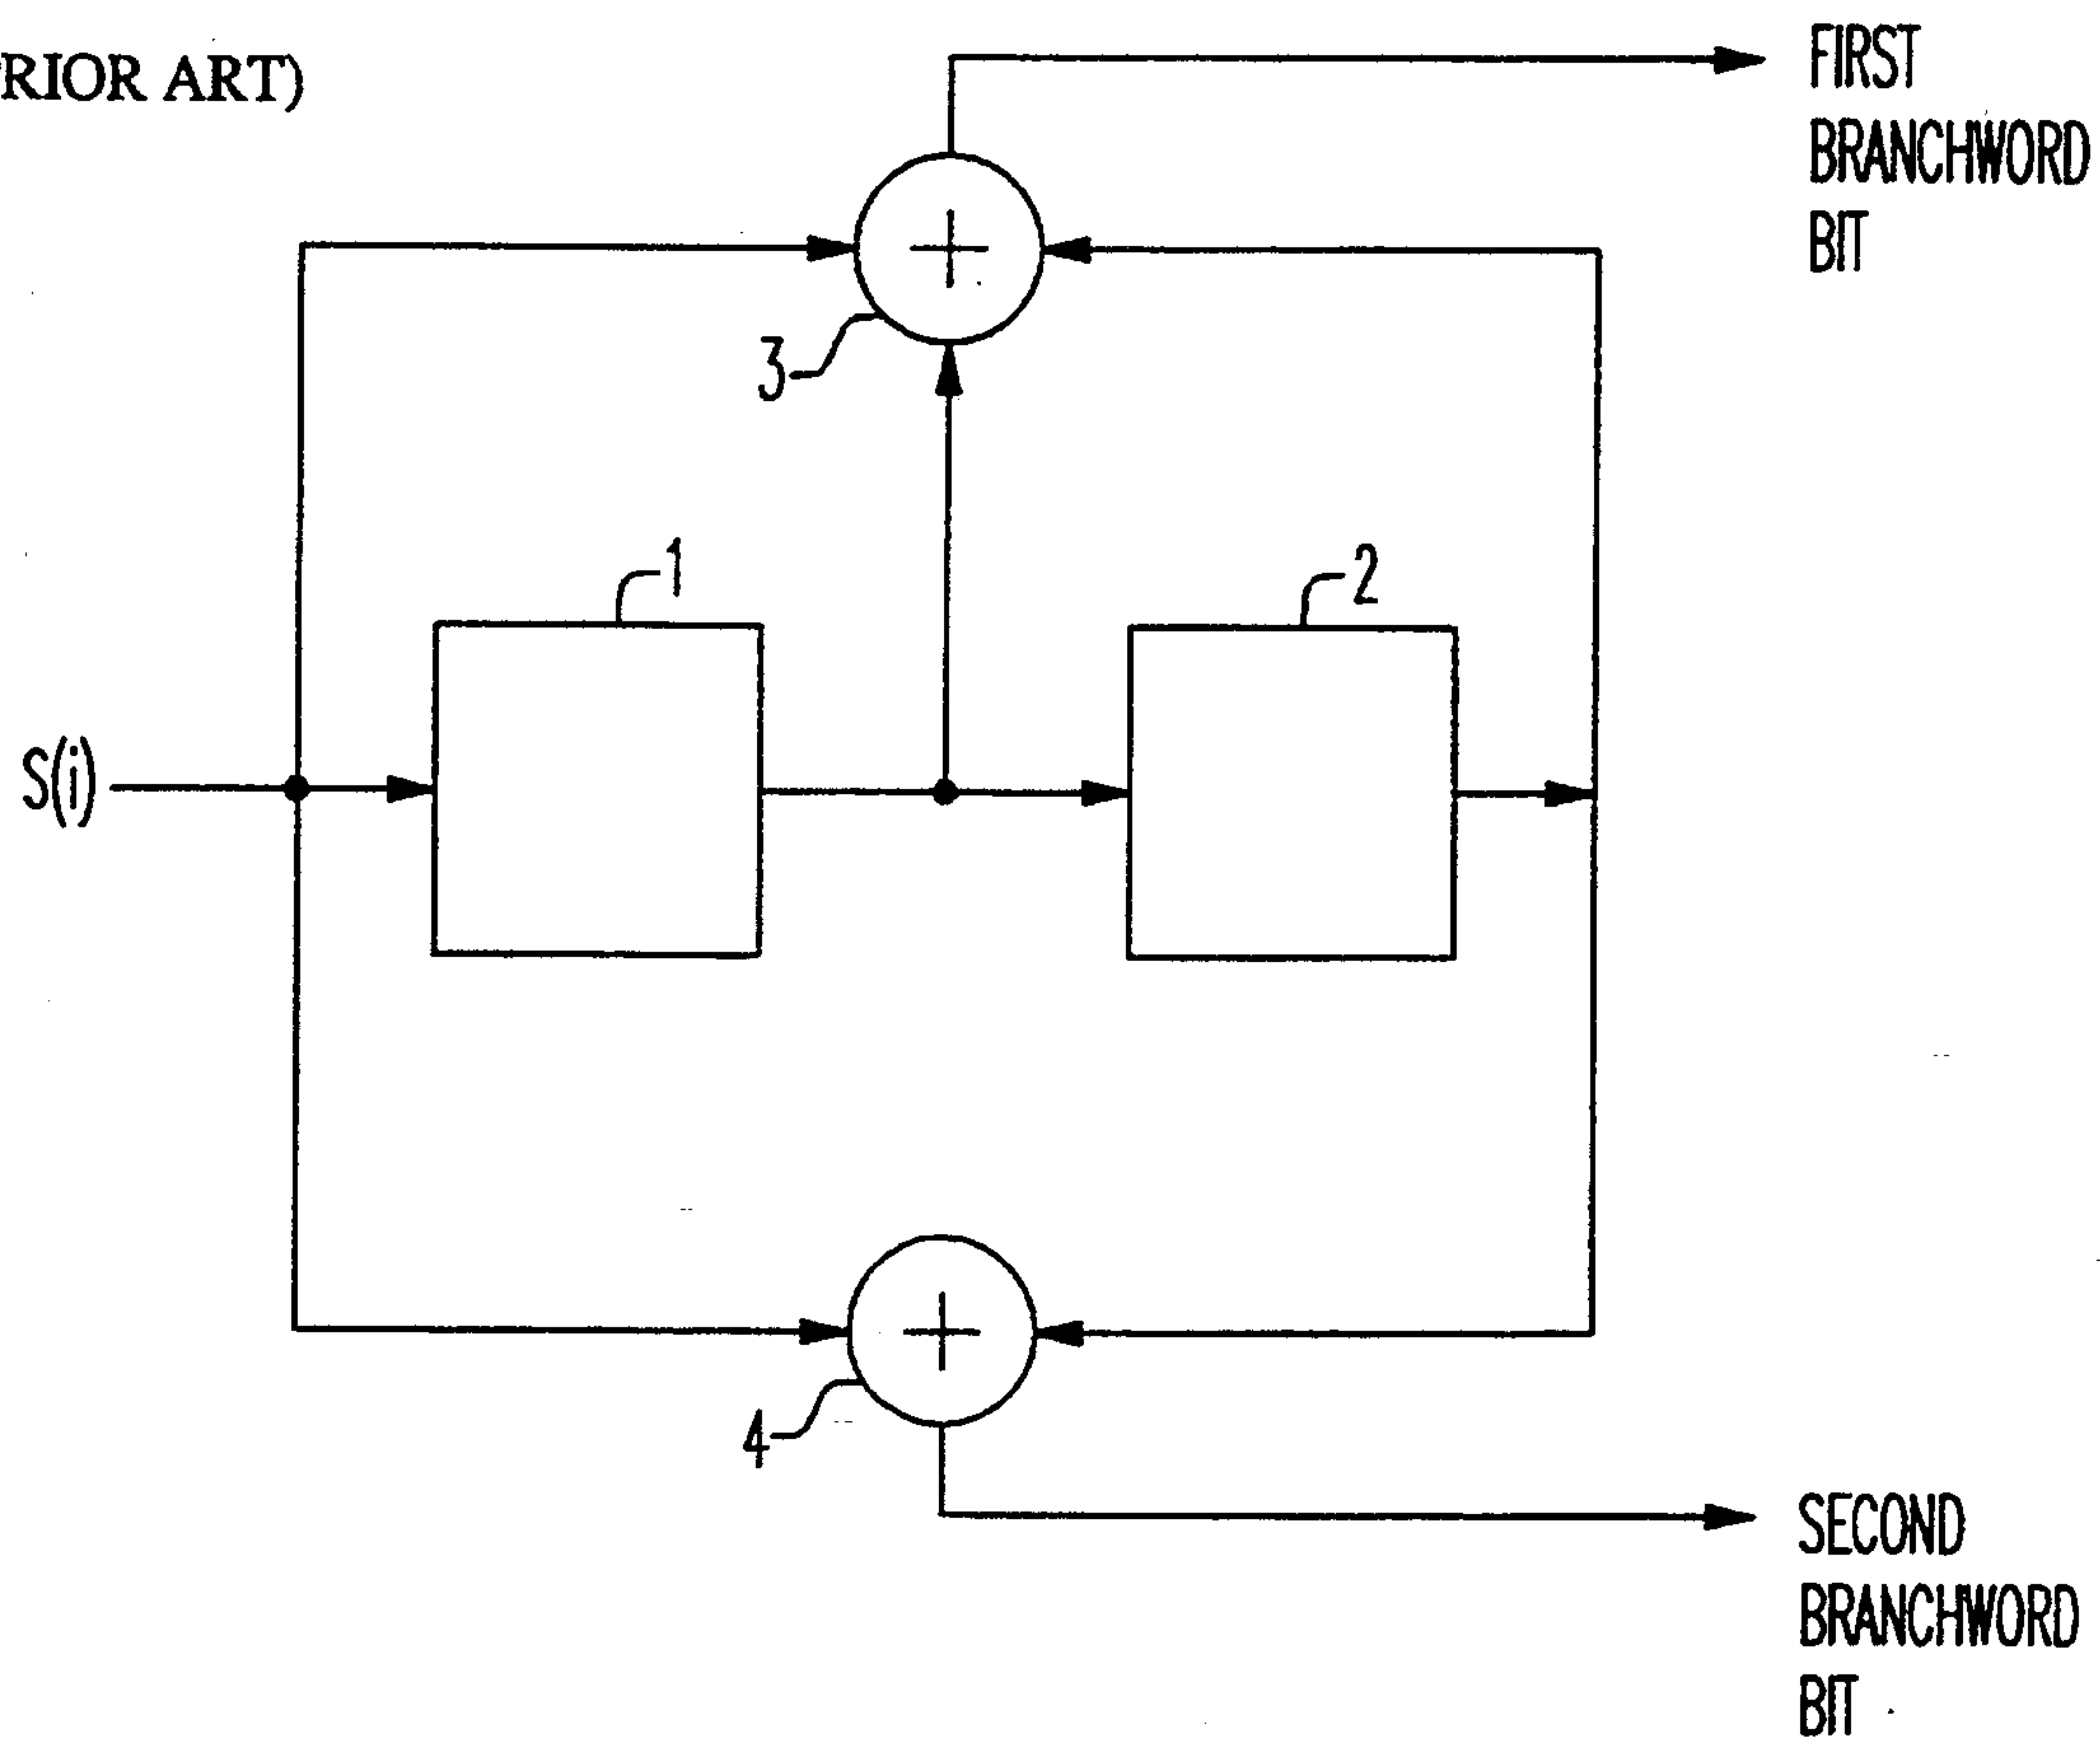 RIOR ART)
FIRST
BRANCHWORD
BIT
3
1
2
S(i)
4
SECOND
BRANCHWORD
BIT